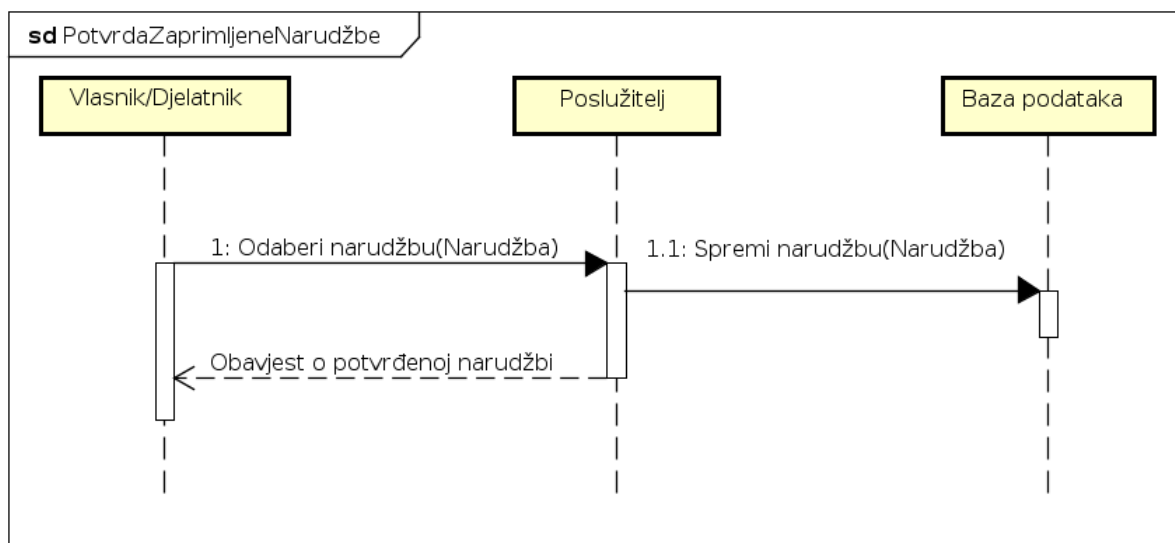 sd PotvrdaZaprimljeneNarudžbe
Vlasnik/Djelatnik
Poslužitelj
Baza podataka
1: Odaberi narudžbu(Narudžba)
1.1: Spremi narudžbu(Narudžba)
Obavjest o potvrđenoj narudžbi